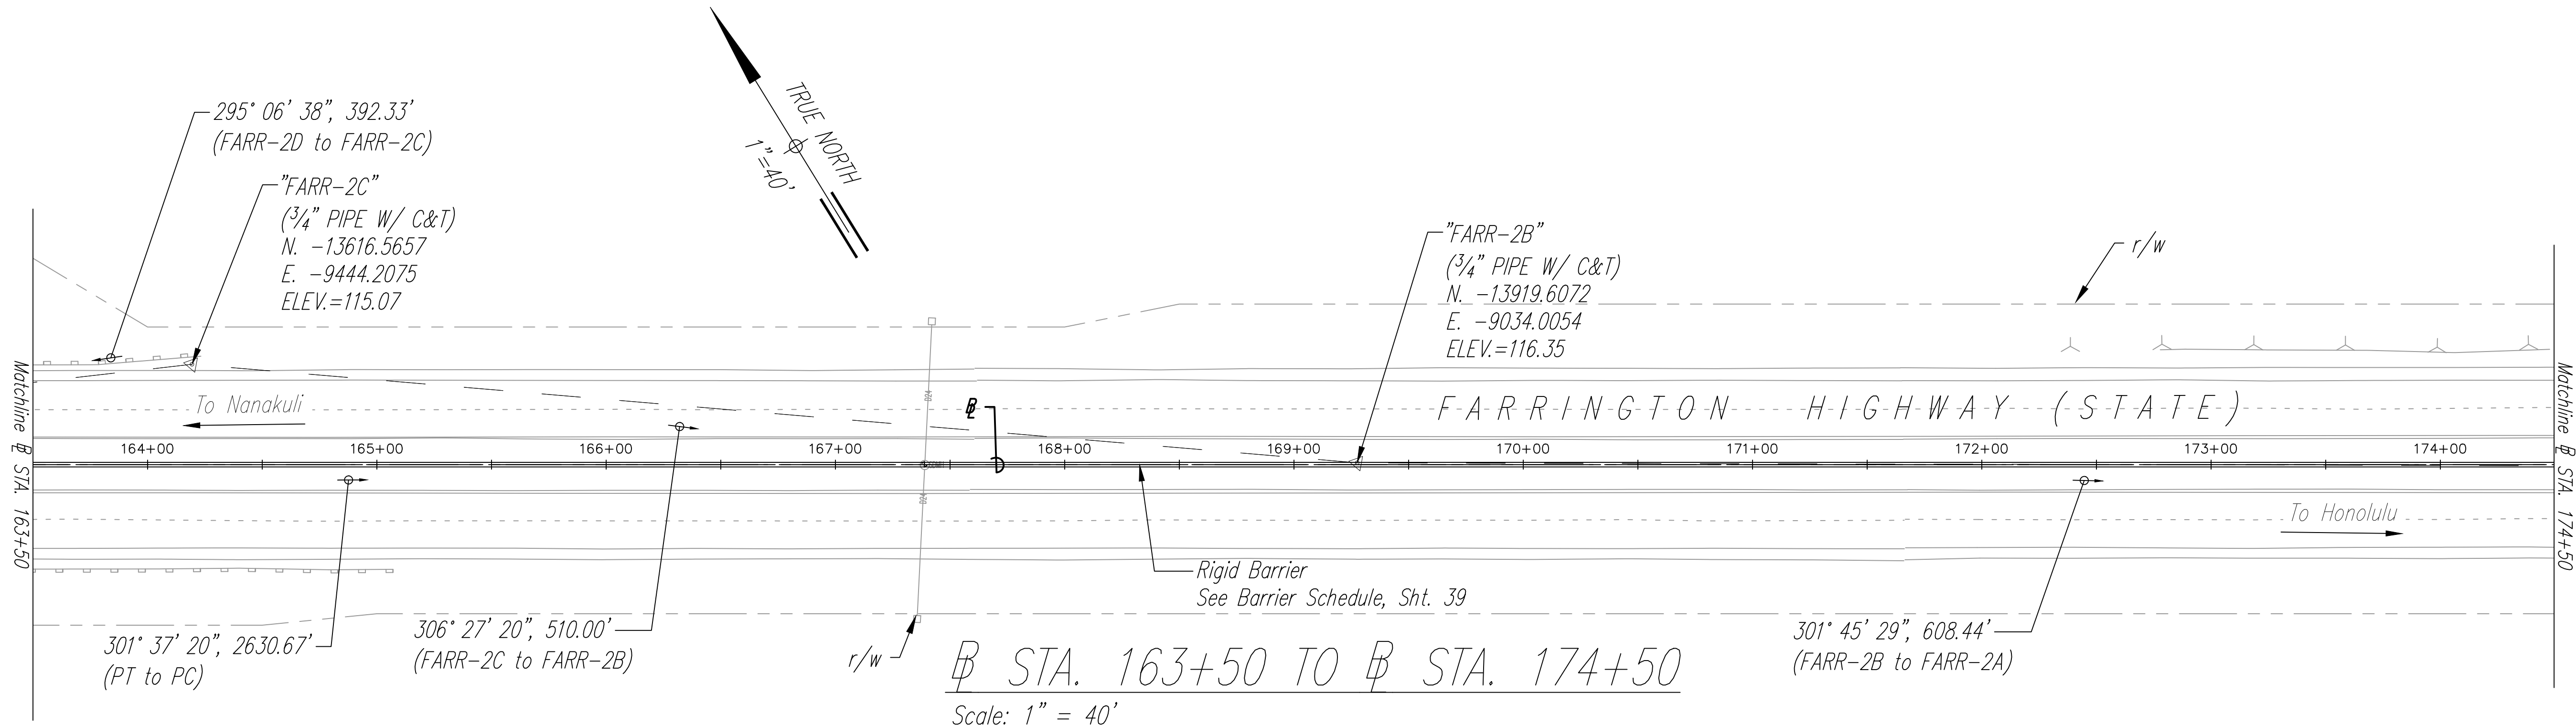 TRUE NORTH
1"=40'
295° 06' 38", 392.33'
(FARR-2D to FARR-2C)
"FARR-2C"
(3/4" PIPE W/ C&T)
N. -13616.5657
E. -9444.2075
ELEV.=115.07
"FARR-2B"
(3/4" PIPE W/ C&T)
N. -13919.6072
E. -9034.0054
ELEV.=116.35
r/w
Matchline ⅊ STA. 163+50
To Nanakuli
D24
FARRINGTON HIGHWAY (STATE)
164+00 165+00 166+00 167+00 168+00 169+00 170+00 171+00 172+00 173+00 174+00
D24
To Honolulu
Matchline ⅊ STA. 174+50
Rigid Barrier
See Barrier Schedule, Sht. 39
301° 37' 20", 2630.67'
(PT to PC)
306° 27' 20", 510.00'
(FARR-2C to FARR-2B)
r/w
301° 45' 29", 608.44'
(FARR-2B to FARR-2A)
⅊ STA. 163+50 TO ⅊ STA. 174+50
Scale: 1" = 40'